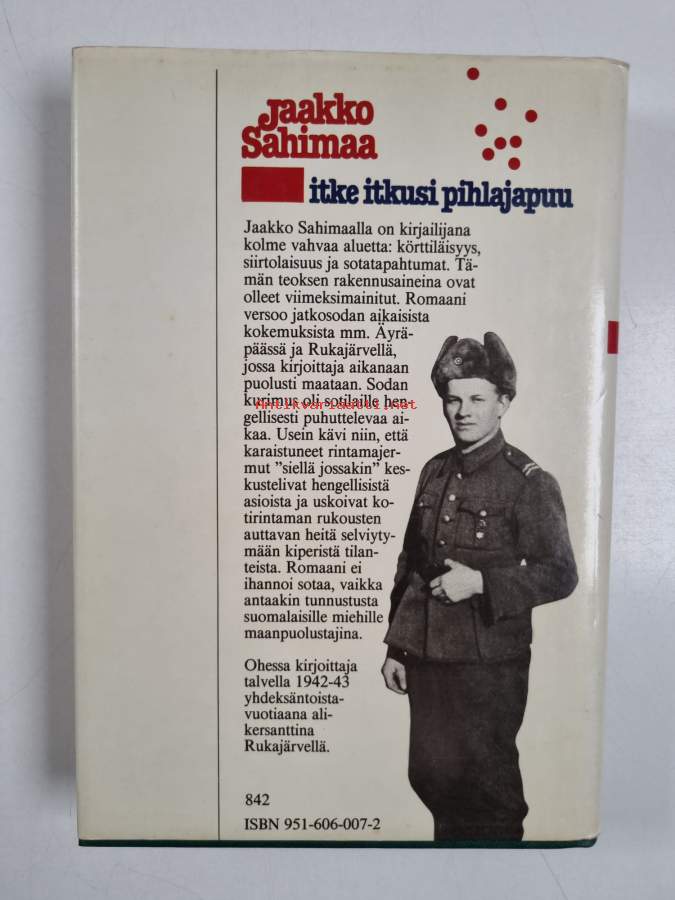 Jaakko
Sahimaa
itke itkusi pihlajapuu
Jaakko Sahimaalla on kirjailijana
kolme vahvaa aluetta: körttiläisyys,
siirtolaisuus ja sotatapahtumat. Tä-
män teoksen rakennusaineina ovat
olleet viimeksimainitut. Romaani
versoo jatkosodan aikaisista
kokemuksista mm. Äyrä-
päässä ja Rukajärvellä,
jossa kirjoittaja aikanaan
puolusti maataan. Sodan
kurimus oli sotilaille hen-
Antikvariaatti.net
gellisesti puhuttelevaa ai-
kaa. Usein kävi niin, että
karaistuneet rintamajer-
mut ”siellä jossakin” kes-
kustelivat hengellisistä
asioista ja uskoivat ko-
tirintaman rukousten
auttavan heitä selviyty-
mään kiperistä tilan-
teista. Romaani ei
ihannoi sotaa, vaikka
antaakin tunnustusta
suomalaisille miehille
maanpuolustajina.
Ohessa kirjoittaja
talvella 1942-43
yhdeksäntoista-
vuotiaana ali-
kersanttina
Rukajärvellä.
842
ISBN 951-606-007-2